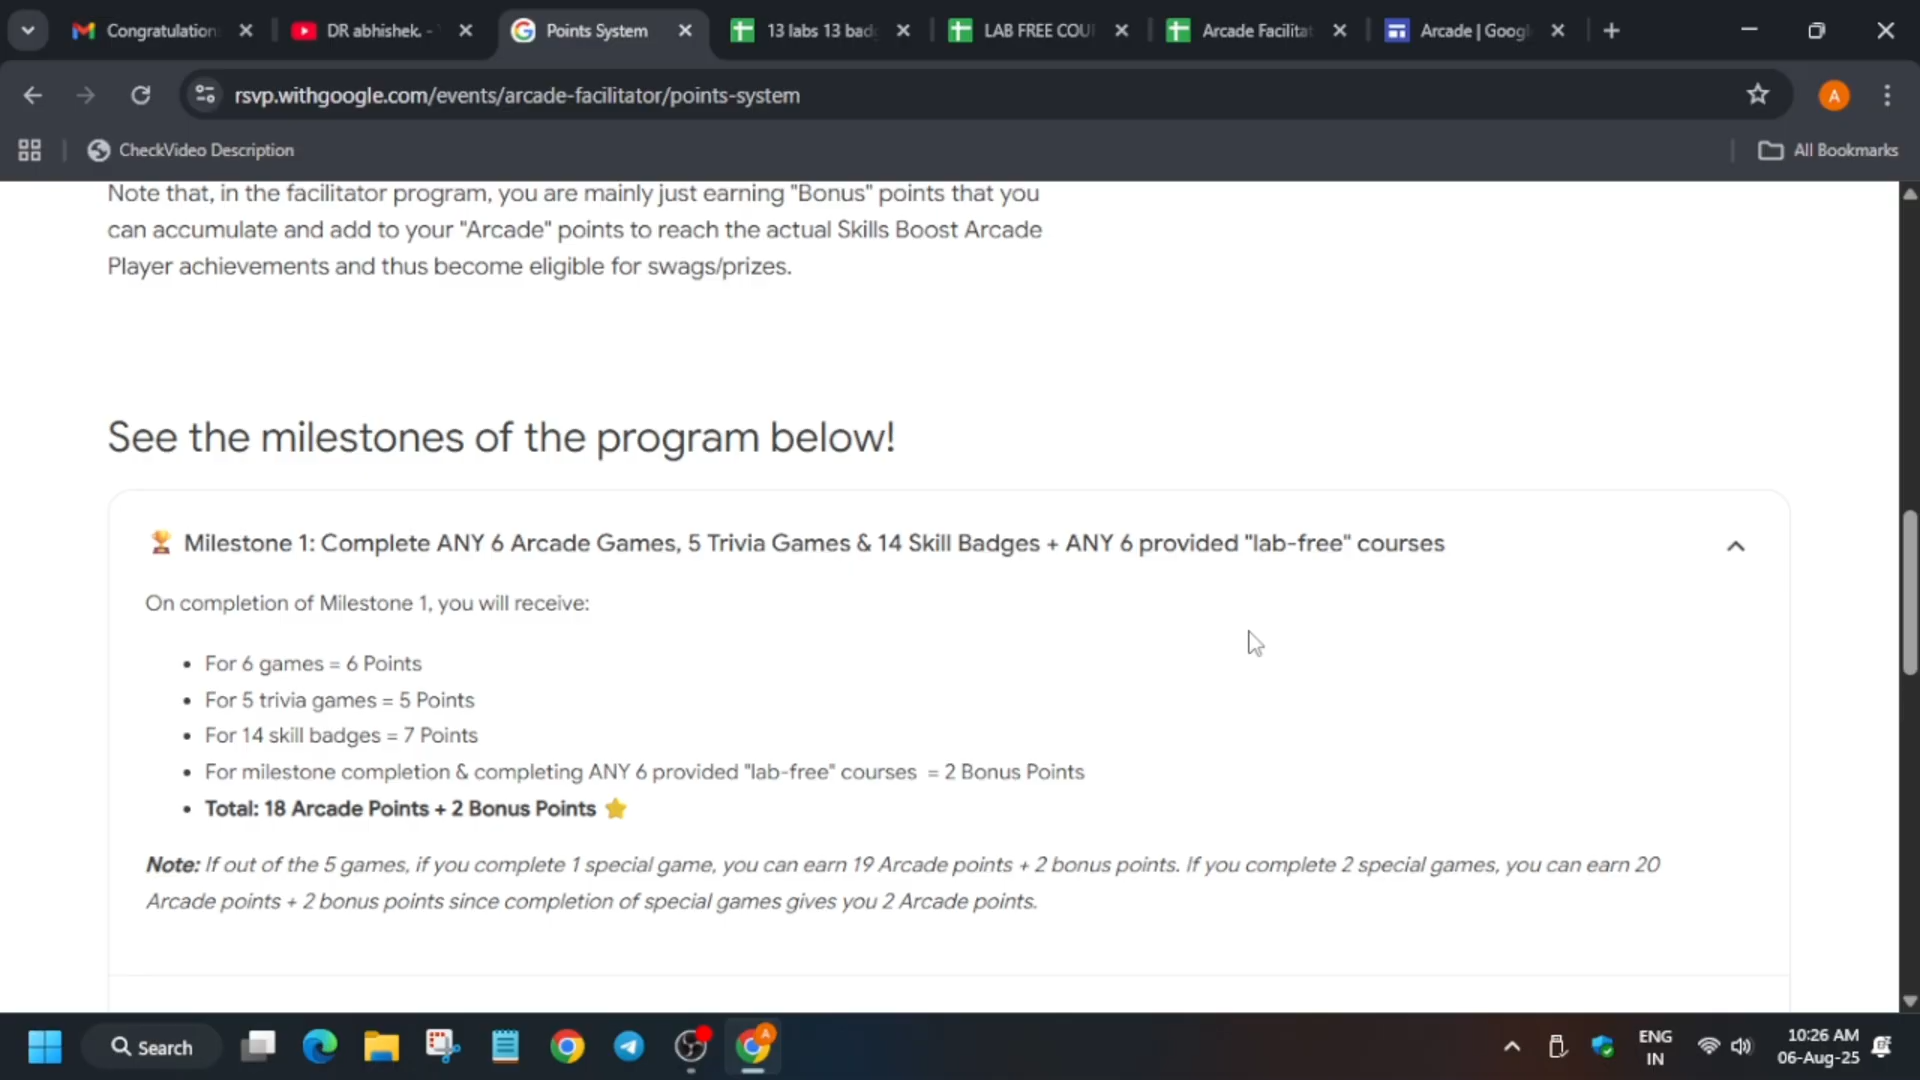 Congratulation
DR abhishek. -
Points System
13 labs 13 bad
LAB FREE COU
Arcade Facilitat
Arcade | Googl
rsvp.withgoogle.com/events/arcade-facilitator/points-system
A
CheckVideo Description
All Bookmarks
Note that, in the facilitator program, you are mainly just earning "Bonus" points that you
can accumulate and add to your "Arcade" points to reach the actual Skills Boost Arcade
Player achievements and thus become eligible for swags/prizes.
See the milestones of the program below!
Milestone 1: Complete ANY 6 Arcade Games, 5 Trivia Games & 14 Skill Badges + ANY 6 provided "lab-free" courses
On completion of Milestone 1, you will receive:
• For 6 games = 6 Points
• For 5 trivia games = 5 Points
• For 14 skill badges = 7 Points
• For milestone completion & completing ANY 6 provided "lab-free" courses = 2 Bonus Points
• Total: 18 Arcade Points + 2 Bonus Points
Note: If out of the 5 games, if you complete 1 special game, you can earn 19 Arcade points + 2 bonus points. If you complete 2 special games, you can earn 20
Arcade points + 2 bonus points since completion of special games gives you 2 Arcade points.
Search
A
ENG
IN
10:26 AM
06-Aug-25